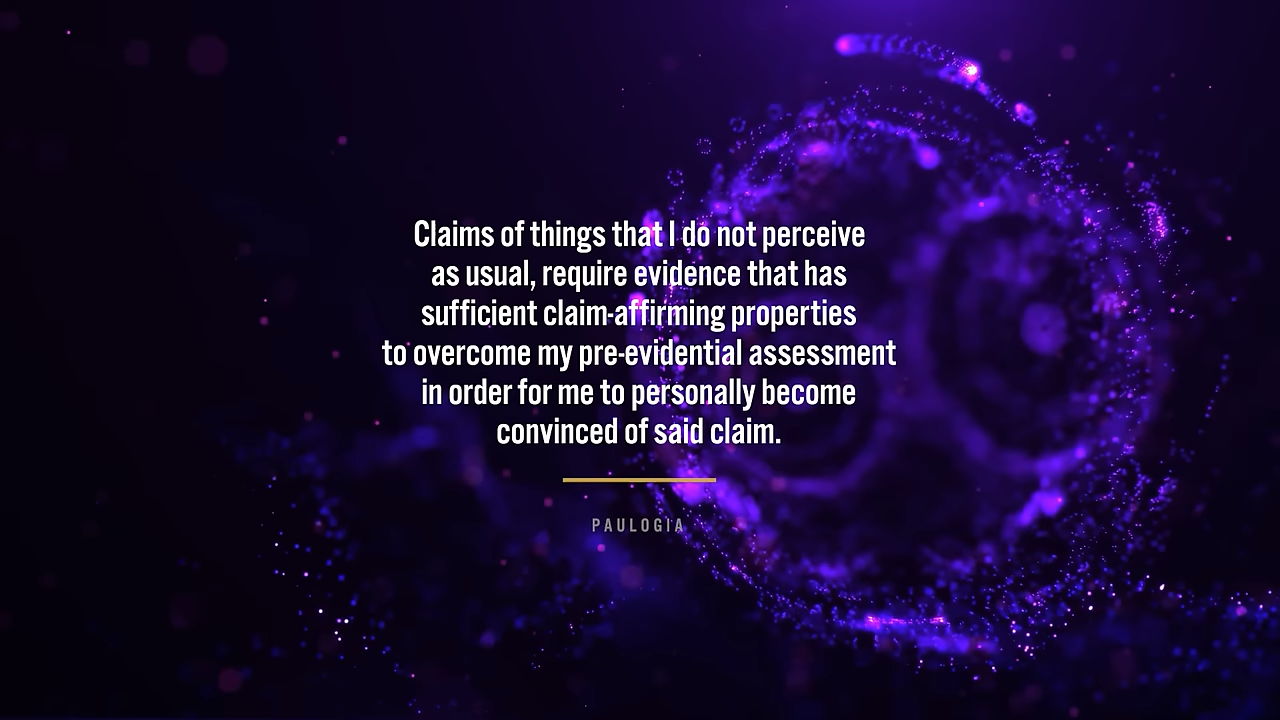 Claims of things that I do not perceive
as usual, require evidence that has
sufficient claim-affirming properties
to overcome my pre-evidential assessment
in order for me to personally become
convinced of said claim.
PAULOGIA